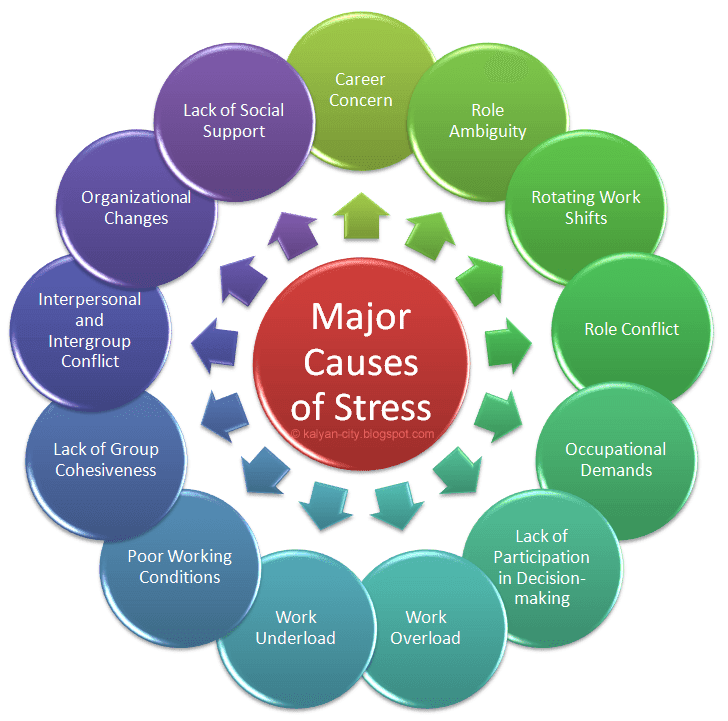 Major
Causes
of Stress
© kalyan-city.blogspot.com
Career
Concern
Role
Ambiguity
Rotating Work
Shifts
Role Conflict
Occupational
Demands
Lack of
Participation
in Decision-
making
Work
Overload
Work
Underload
Poor Working
Conditions
Lack of Group
Cohesiveness
Interpersonal
and
Intergroup
Conflict
Organizational
Changes
Lack of Social
Support